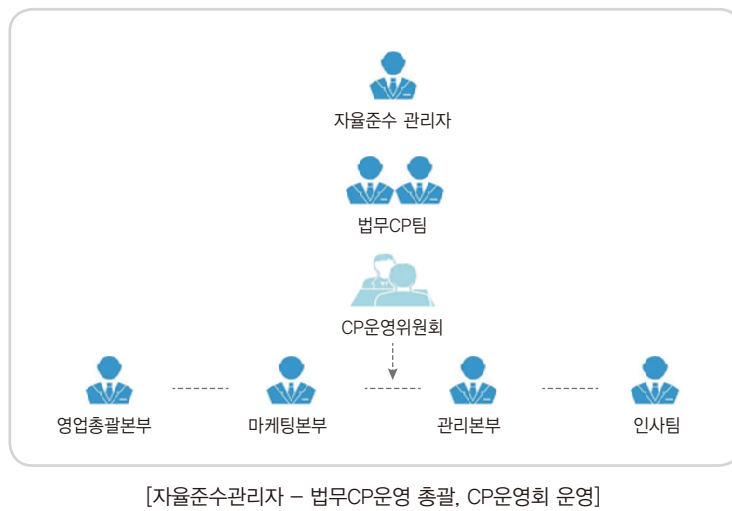 자율준수 관리자
법무CP팀
CP운영위원회
영업총괄본부 마케팅본부 관리본부 인사팀
[자율준수관리자 – 법무CP운영 총괄, CP운영회 운영]